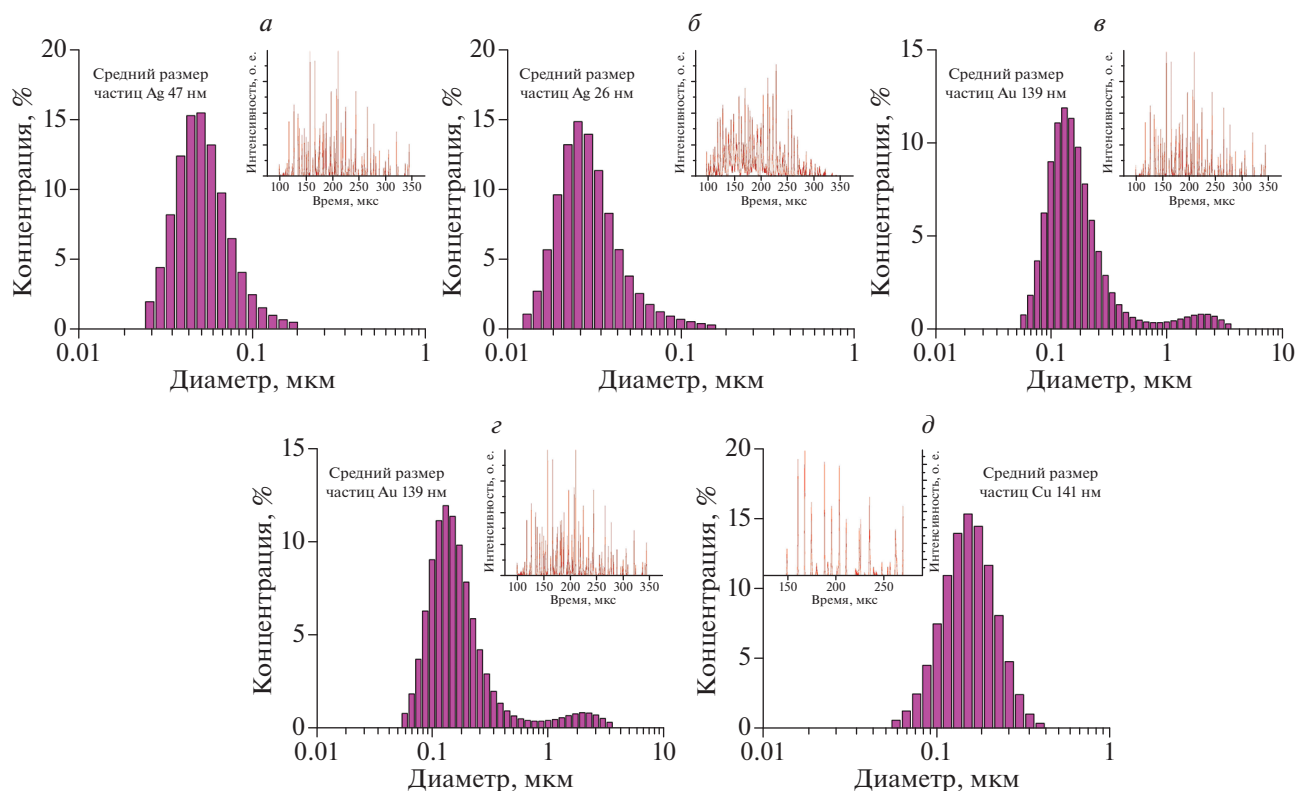 а
20
15
10
5
0
Концентрация, %
Средний размер
частиц Ag 47 нм
Интенсивность, о. е.
100 150 200 250 300 350
Время, мкс
0.01 0.1 1
Диаметр, мкм
б
20
15
10
5
0
Концентрация, %
Средний размер
частиц Ag 26 нм
Интенсивность, о. е.
100 150 200 250 300 350
Время, мкс
0.01 0.1 1
Диаметр, мкм
в
15
10
5
0
Концентрация, %
Средний размер
частиц Au 139 нм
Интенсивность, о. е.
100 150 200 250 300 350
Время, мкс
0.01 0.1 1 10
Диаметр, мкм
г
15
10
5
0
Концентрация, %
Средний размер
частиц Au 139 нм
Интенсивность, о. е.
100 150 200 250 300 350
Время, мкс
0.01 0.1 1 10
Диаметр, мкм
д
20
15
10
5
0
Концентрация, %
Интенсивность, о. е.
150 200 250
Время, мкс
Средний размер
частиц Cu 141 нм
0.01 0.1 1
Диаметр, мкм